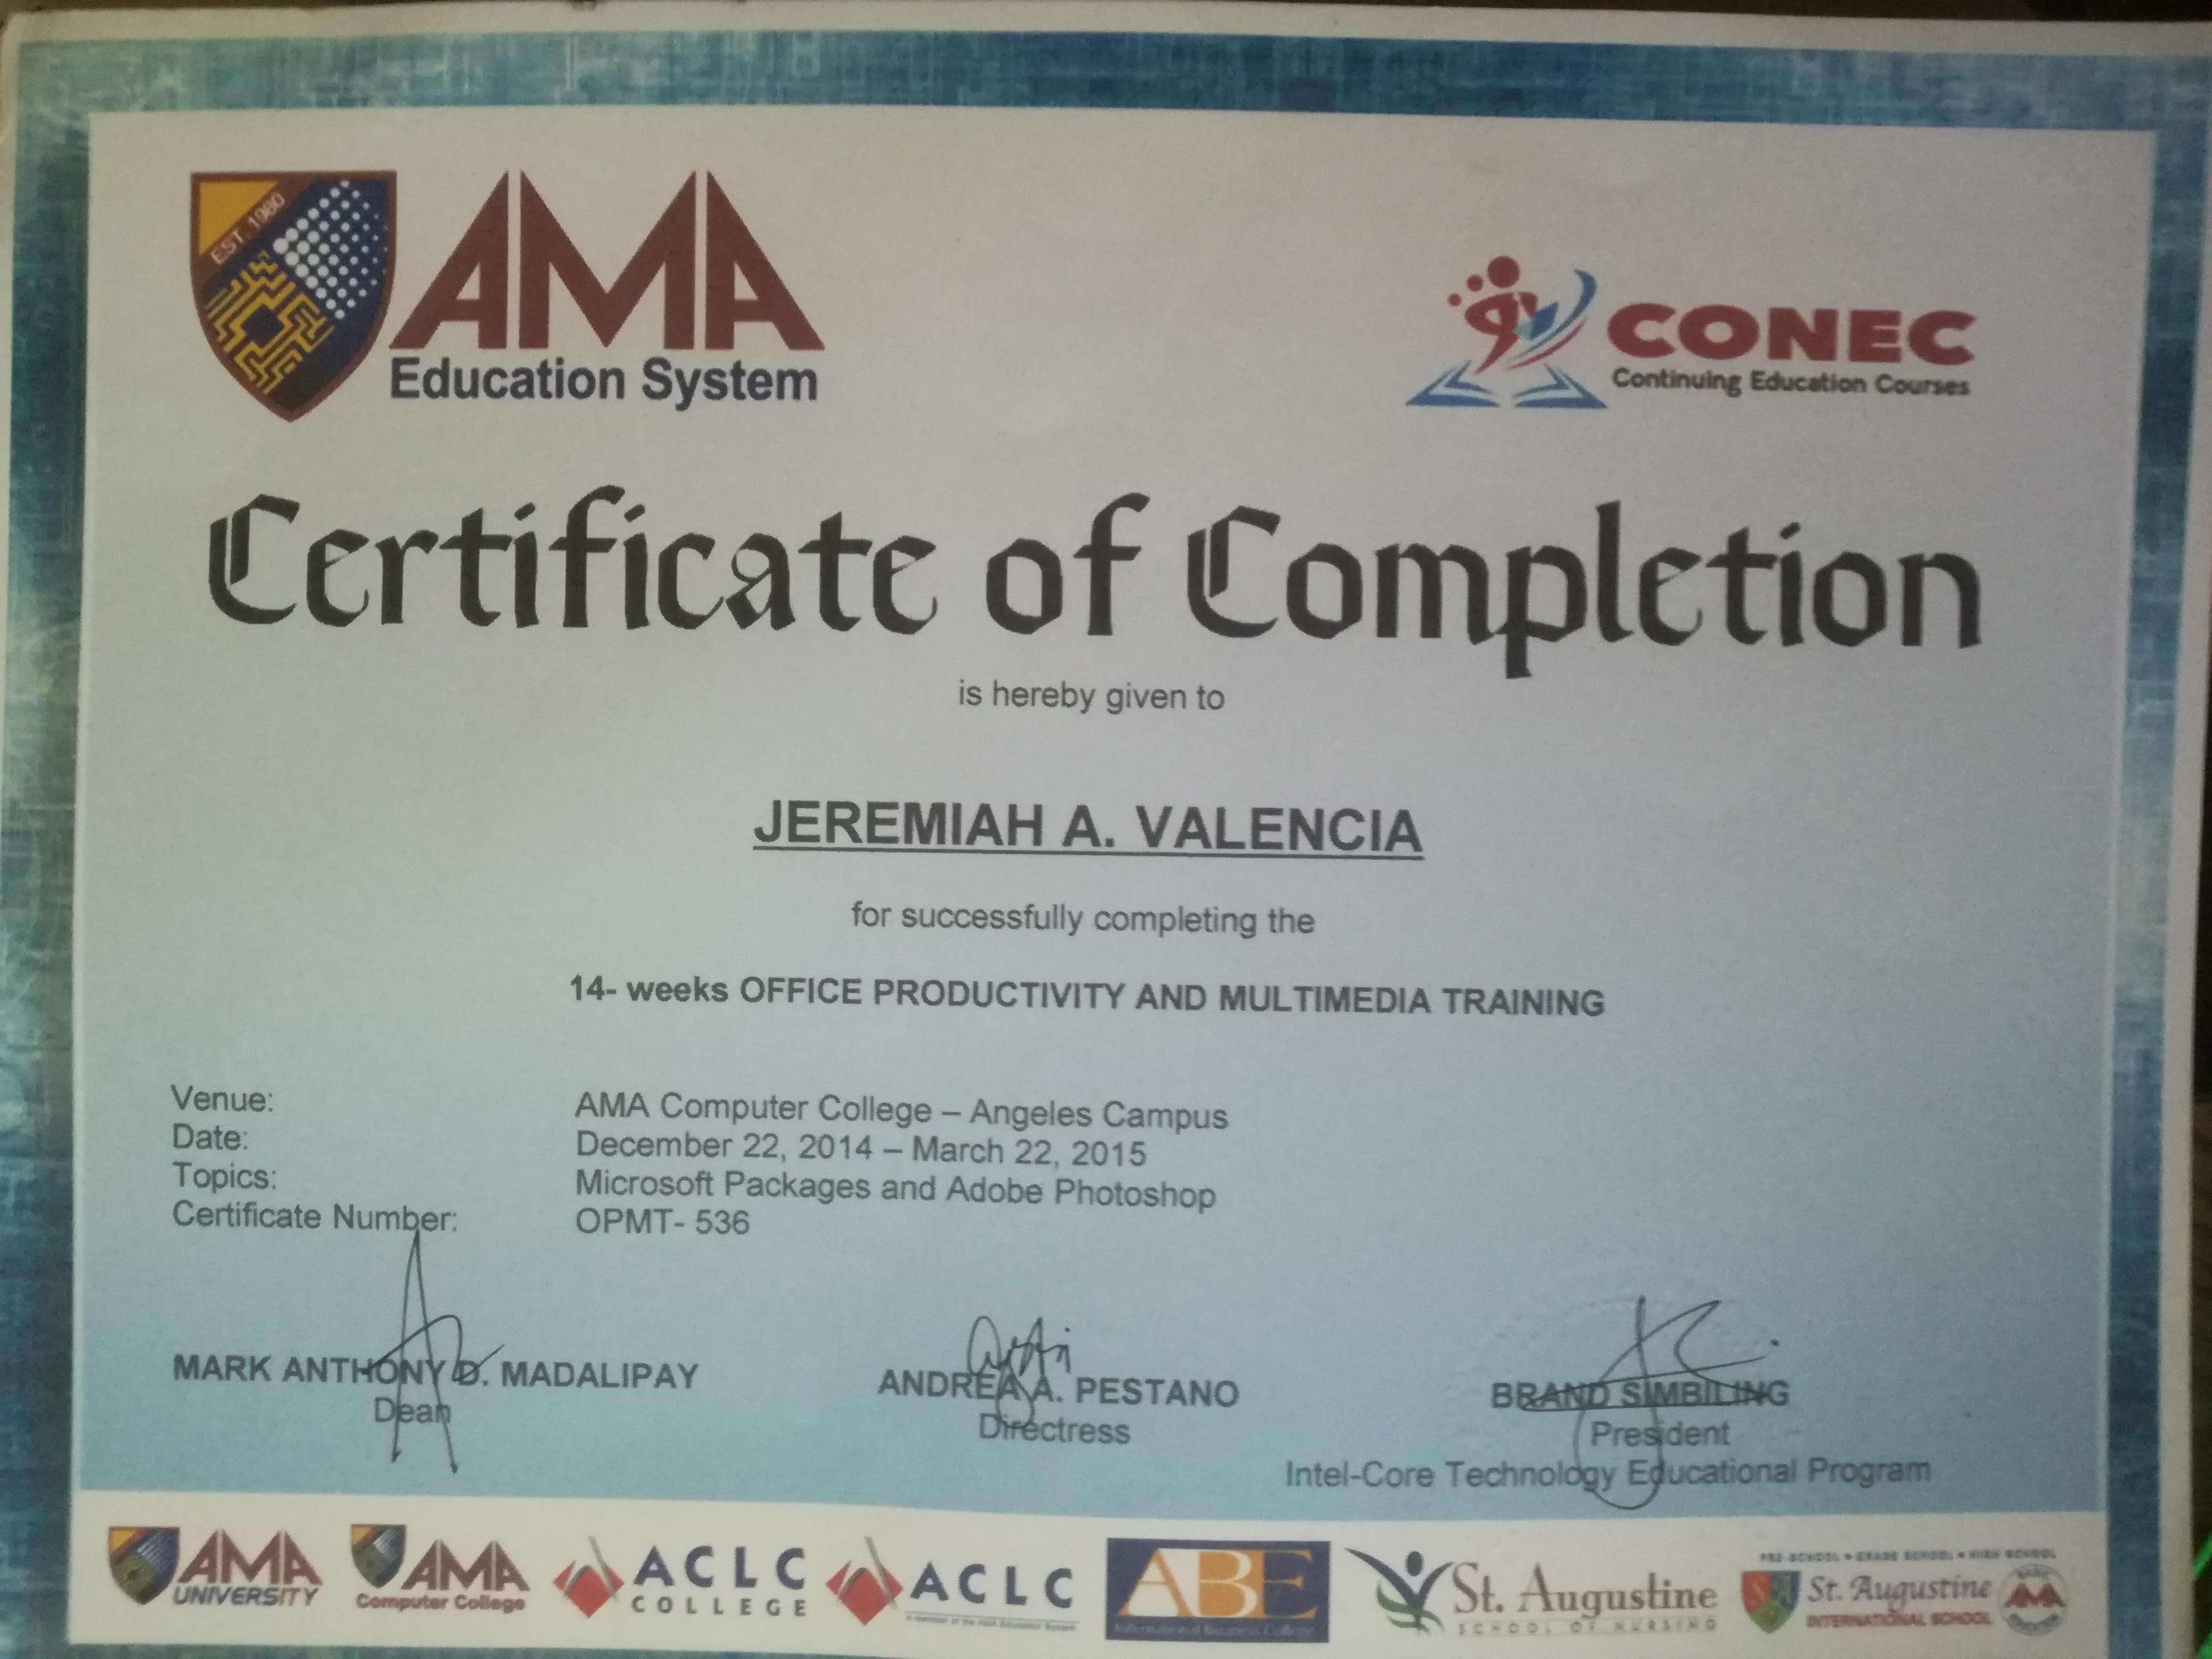 EST. 1980
AMA
Education System
CONEC
Continuing Education Courses
Certificate of Completion
is hereby given to
JEREMIAH A. VALENCIA
for successfully completing the
14- weeks OFFICE PRODUCTIVITY AND MULTIMEDIA TRAINING
Venue: AMA Computer College – Angeles Campus
Date: December 22, 2014 – March 22, 2015
Topics: Microsoft Packages and Adobe Photoshop
Certificate Number: OPMT- 536
MARK ANTHONY D. MADALIPAY
Dean
ANDREA A. PESTANO
Directress
BRAND SIMBILING
President
Intel-Core Technology Educational Program
AMA
UNIVERSITY
AMA
Computer College
ACLC
COLLEGE
ACLC
A member of the AMA Education System
ABE
International Business College
St. Augustine
SCHOOL OF NURSING
PRE-SCHOOL • GRADE SCHOOL • HIGH SCHOOL
St. Augustine
INTERNATIONAL SCHOOL
AMA